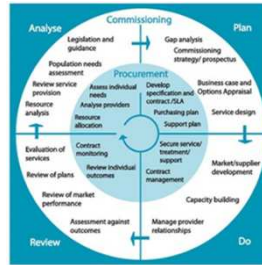 Commissioning
Analyse
Plan
Legislation and
guidance
Gap analysis
Commissioning
strategy/ prospectus
Population needs
assessment
Review service
provision
Resource
analysis
Business case and
Options Appraisal
Service design
Procurement
Assess individual
needs
Analyse providers
Resource
allocation
Develop
specification and
contract /SLA
Purchasing plan
Support plan
Contract
monitoring
Review individual
outcomes
Secure service/
treatment/
support
Contract
management
Evaluation of
services
Review of plans
Review of market
performance
Assessment against
outcomes
Market/supplier
development
Capacity building
Manage provider
relationships
Review
Do